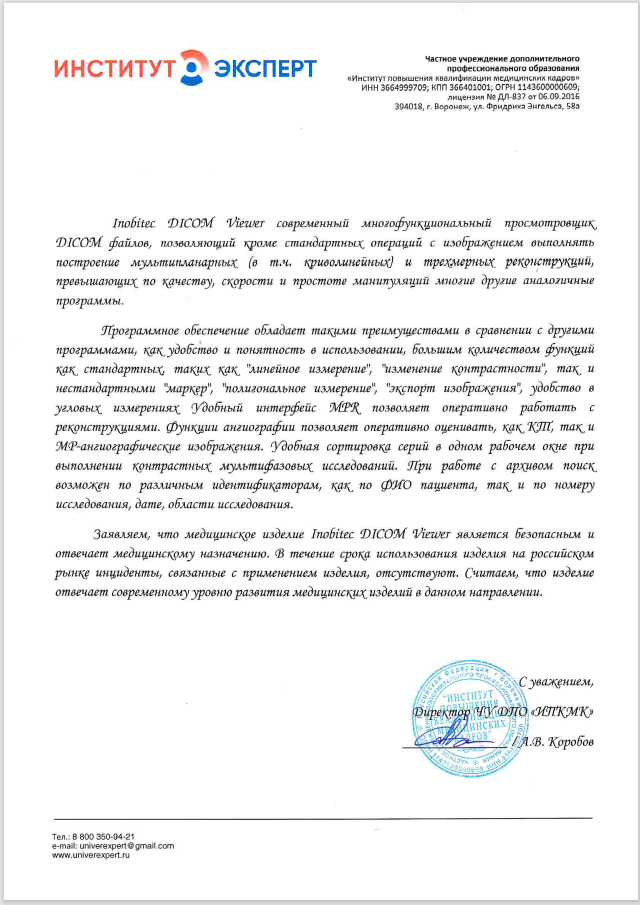 ИНСТИТУТ ЭКСПЕРТ
Частное учреждение дополнительного
профессионального образования
«Институт повышения квалификации медицинских кадров»
ИНН 3664999709; КПП 366401001; ОГРН 1143600000609;
лицензия № ДЛ-837 от 06.09.2016
394018, г. Воронеж, ул. Фридриха Энгельса, 58а
Inobitec DICOM Viewer современный многофункциональный просмотровщик
DICOM файлов, позволяющий кроме стандартных операций с изображением выполнять
построение мультипланарных (в т.ч. криволинейных) и трехмерных реконструкций,
превышающих по качеству, скорости и простоте манипуляций многие другие аналогичные
программы.
Программное обеспечение обладает такими преимуществами в сравнении с другими
программами, как удобство и понятность в использовании, большим количеством функций
как стандартных, таких как "линейное измерение", "изменение контрастности", так и
нестандартными "маркер", "полигональное измерение", "экспорт изображения", удобство в
угловых измерениях Удобный интерфейс MPR позволяет оперативно работать с
реконструкциями. Функции ангиографии позволяет оперативно оценивать, как КТ, так и
МР-ангиографические изображения. Удобная сортировка серий в одном рабочем окне при
выполнении контрастных мультифазовых исследований. При работе с архивом поиск
возможен по различным идентификаторам, как по ФИО пациента, так и по номеру
исследования, дате, области исследования.
Заявляем, что медицинское изделие Inobitec DICOM Viewer является безопасным и
отвечает медицинскому назначению. В течение срока использования изделия на российском
рынке инциденты, связанные с применением изделия, отсутствуют. Считаем, что изделие
отвечает современному уровню развития медицинских изделий в данном направлении.
С уважением,
Директор ЧУ ДПО «ИПКМК»
/ А.В. Коробов
"ИНСТИТУТ
ПОВЫШЕНИЯ
КВАЛИФИКАЦИИ
МЕДИЦИНСКИХ
КАДРОВ"
Тел.: 8 800 350-94-21
e-mail: univerexpert@gmail.com
www.univerexpert.ru